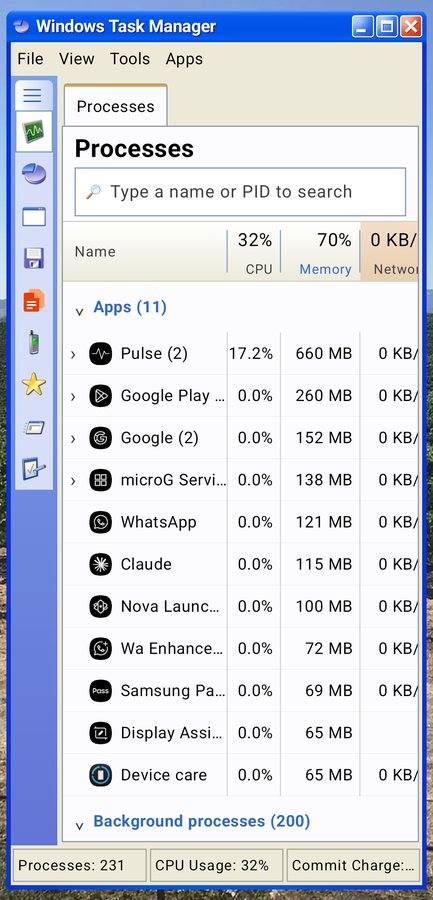 Windows Task Manager
File View Tools Apps
Processes
Processes
Type a name or PID to search
Name 32% CPU 70% Memory 0 KB/ Networ
Apps (11)
Pulse (2) 17.2% 660 MB 0 KB/
Google Play ... 0.0% 260 MB 0 KB/
Google (2) 0.0% 152 MB 0 KB/
microG Servi... 0.0% 138 MB 0 KB/
WhatsApp 0.0% 121 MB 0 KB/
Claude 0.0% 115 MB 0 KB/
Nova Launc... 0.0% 100 MB 0 KB/
Wa Enhance... 0.0% 72 MB 0 KB/
Pass Samsung Pa... 0.0% 69 MB 0 KB/
Display Assi... 0.0% 65 MB
Device care 0.0% 65 MB 0 KB/
Background processes (200)
Processes: 231 CPU Usage: 32% Commit Charge:...